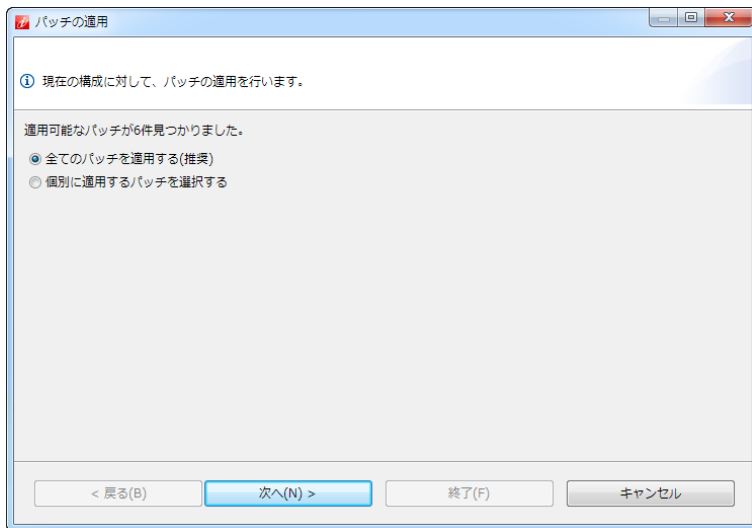 パッチの適用
現在の構成に対して、パッチの適用を行います。
適用可能なパッチが6件見つかりました。
全てのパッチを適用する(推奨)
個別に適用するパッチを選択する
< 戻る(B)
次へ(N) >
終了(F)
キャンセル